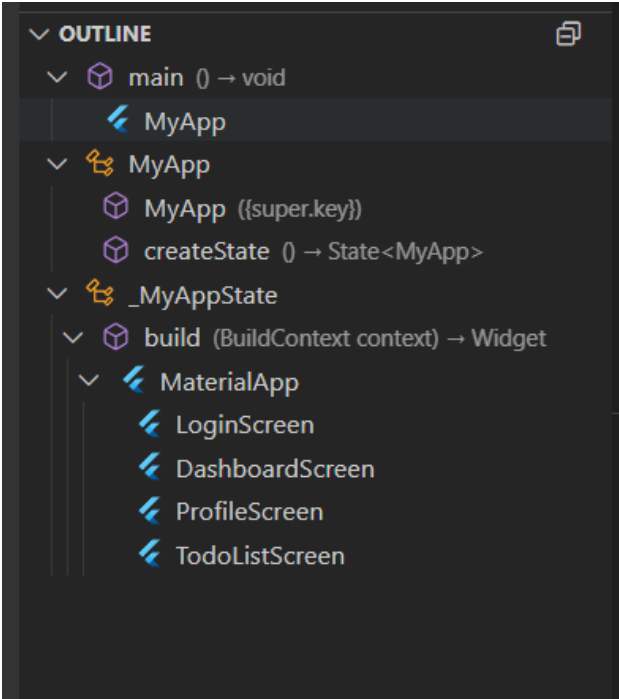 OUTLINE
main () → void
MyApp
MyApp
MyApp ({super.key})
createState () → State<MyApp>
_MyAppState
build (BuildContext context) → Widget
MaterialApp
LoginScreen
DashboardScreen
ProfileScreen
TodoListScreen